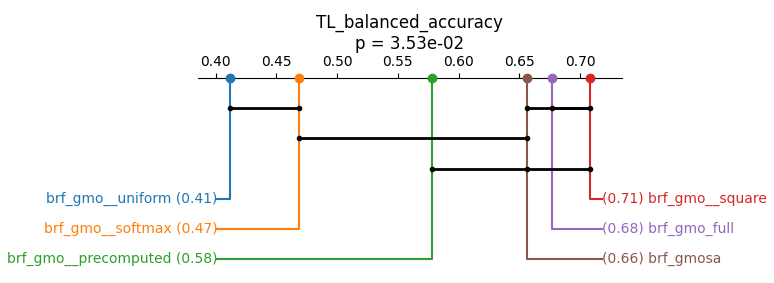 TL_balanced_accuracy
p = 3.53e-02
0.40 0.45 0.50 0.55 0.60 0.65 0.70
brf_gmo__uniform (0.41) (0.71) brf_gmo__square
brf_gmo__softmax (0.47) (0.68) brf_gmo_full
brf_gmo__precomputed (0.58) (0.66) brf_gmosa